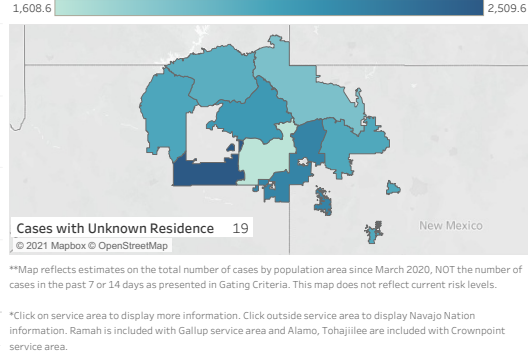 1,608.6 2,509.6
Cases with Unknown Residence 19
© 2021 Mapbox © OpenStreetMap
New Mexico
**Map reflects estimates on the total number of cases by population area since March 2020, NOT the number of
cases in the past 7 or 14 days as presented in Gating Criteria. This map does not reflect current risk levels.
*Click on service area to display more information. Click outside service area to display Navajo Nation
information. Ramah is included with Gallup service area and Alamo, Tohajiilee are included with Crownpoint
service area.